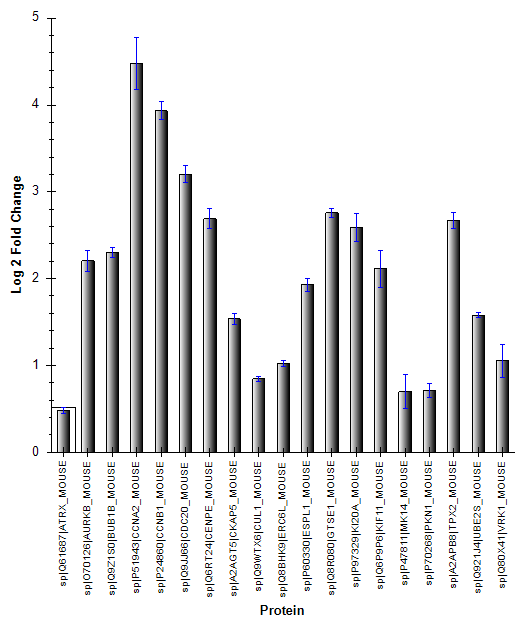 5
4
3
2
1
0
Log 2 Fold Change
sp|Q61687|ATRX_MOUSE
sp|O70126|AURKB_MOUSE
sp|Q9Z1S0|BUB1B_MOUSE
sp|P51943|CCNA2_MOUSE
sp|P24860|CCNB1_MOUSE
sp|Q9JJ66|CDC20_MOUSE
sp|Q6RT24|CENPE_MOUSE
sp|A2AGT5|CKAP5_MOUSE
sp|Q9WTX6|CUL1_MOUSE
sp|Q8BHK9|ERC6L_MOUSE
sp|P60330|ESPL1_MOUSE
sp|Q8R080|GTSE1_MOUSE
sp|P97329|KI20A_MOUSE
sp|Q6P9P6|KIF11_MOUSE
sp|P47811|MK14_MOUSE
sp|P70268|PKN1_MOUSE
sp|A2APB8|TPX2_MOUSE
sp|Q921J4|UBE2S_MOUSE
sp|Q80X41|VRK1_MOUSE
Protein